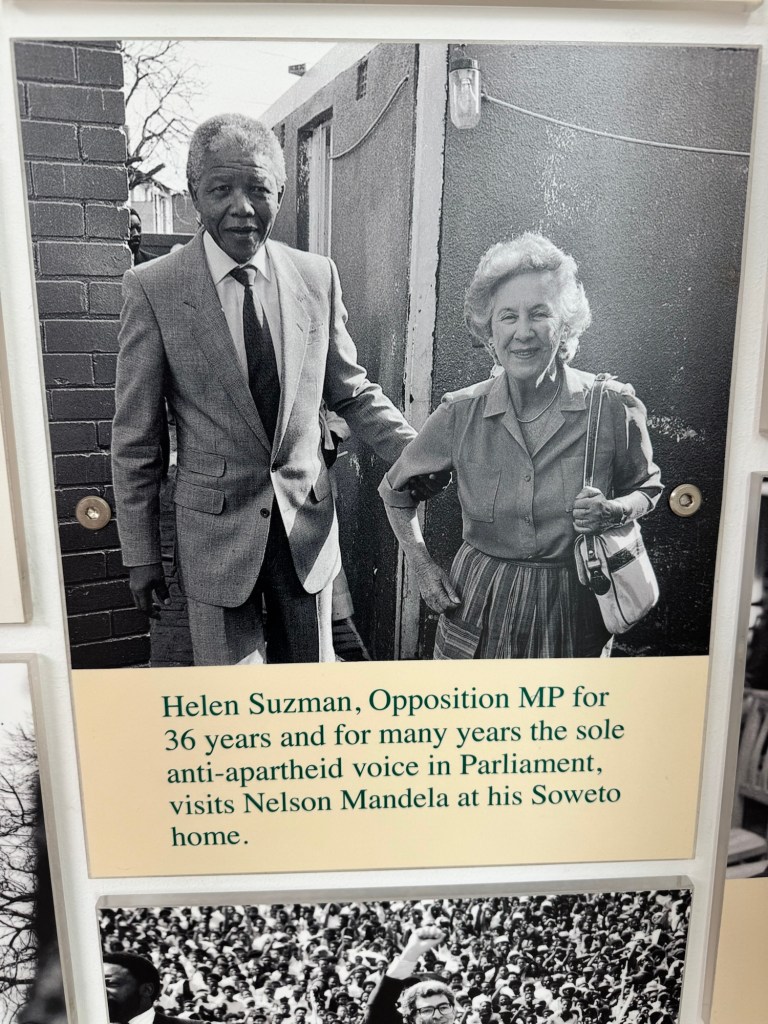 Helen Suzman, Opposition MP for
36 years and for many years the sole
anti-apartheid voice in Parliament,
visits Nelson Mandela at his Soweto
home.